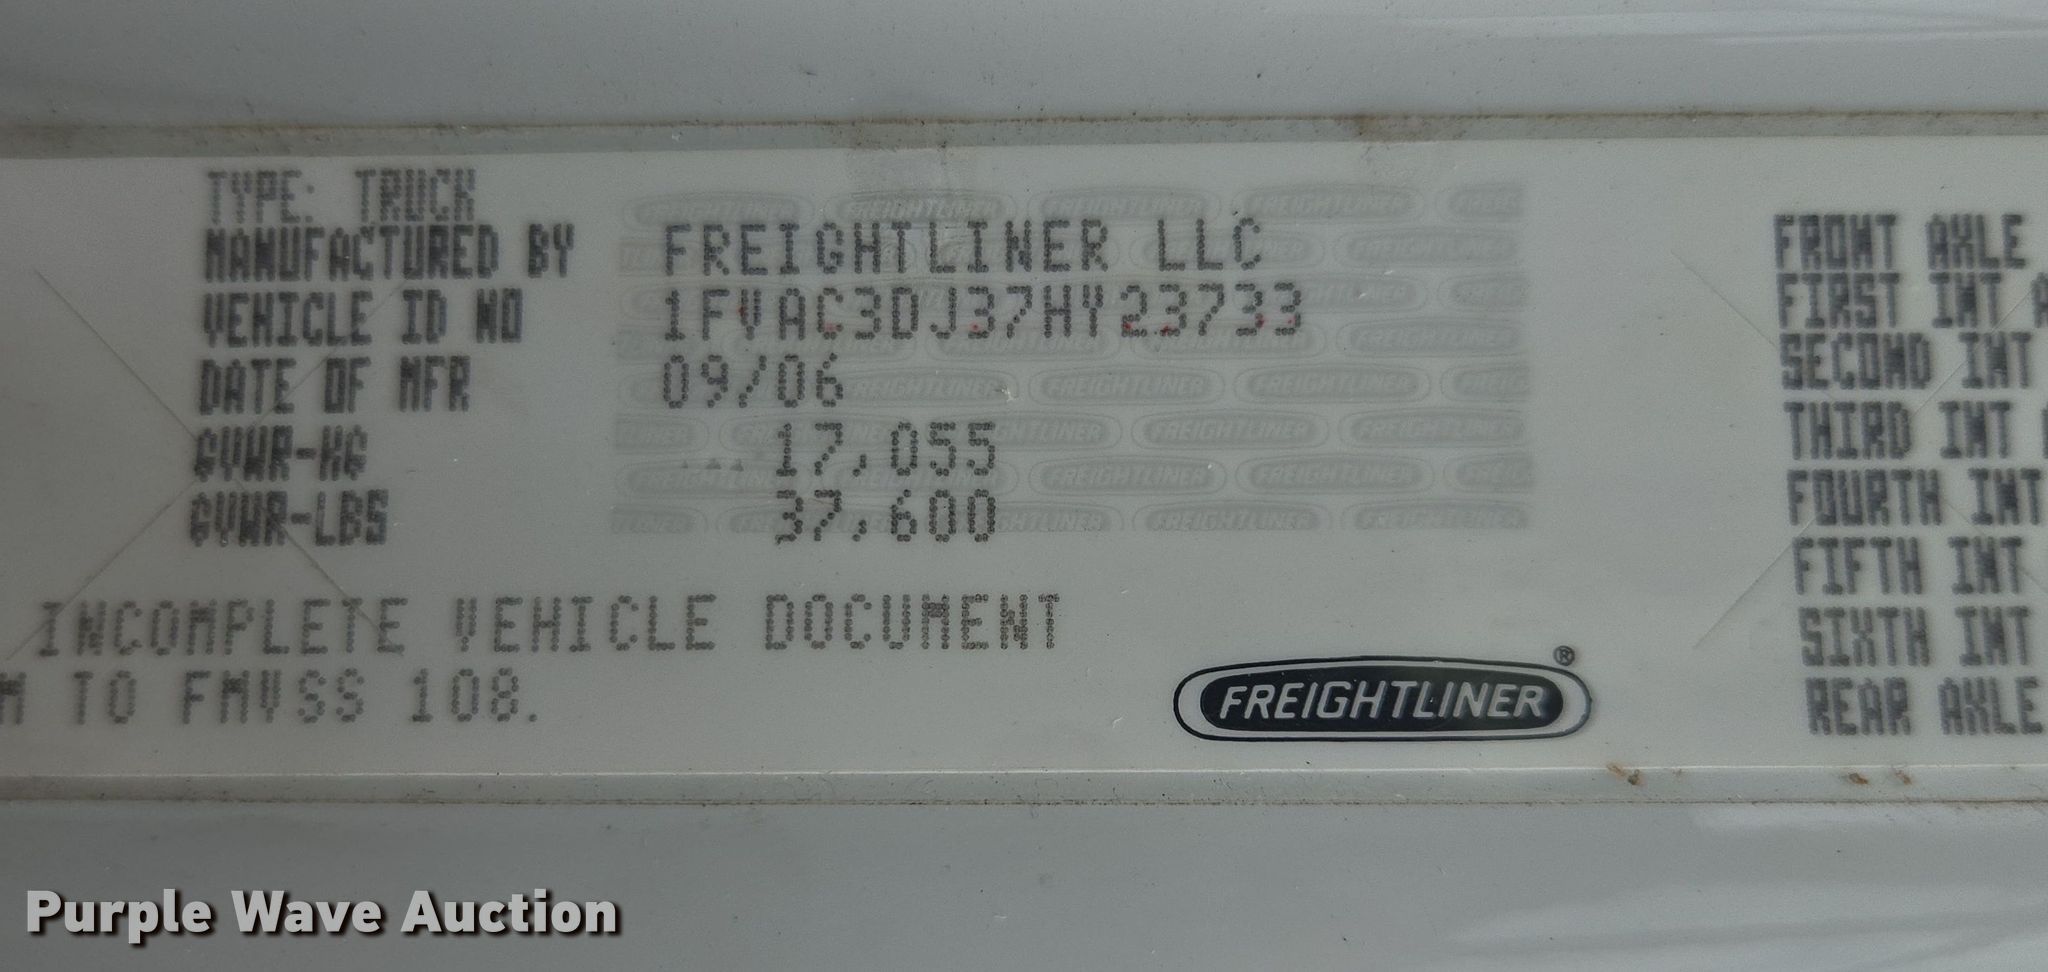 TYPE: TRUCK
MANUFACTURED BY FREIGHTLINER LLC
VEHICLE ID NO 1FVAC3DJ37HY23733
DATE OF MFR 09/06
GVWR-KG 17,055
GVWR-LBS 37,600
INCOMPLETE VEHICLE DOCUMENT
M TO FMVSS 108.
FREIGHTLINER®
FRONT AXLE
FIRST INT A
SECOND INT
THIRD INT
FOURTH INT
FIFTH INT
SIXTH INT
REAR AXLE
Purple Wave Auction